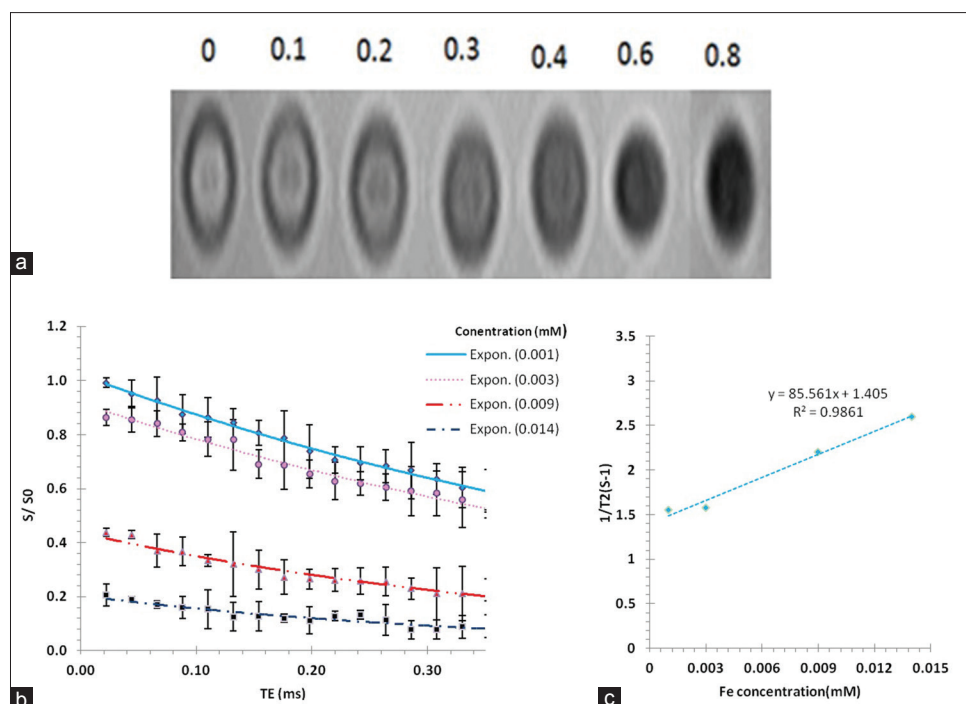 0 0.1 0.2 0.3 0.4 0.6 0.8
a
1.2
1.0
0.8
0.6
0.4
0.2
0.0
S/ S0
0.00 0.10 0.20 0.30
TE (ms)
Conentration (mM)
Expon. (0.001)
Expon. (0.003)
Expon. (0.009)
Expon. (0.014)
b
3.5
3
2.5
2
1.5
1
0.5
0
1/T2(S-1)
y = 85.561x + 1.405
R² = 0.9861
0 0.003 0.006 0.009 0.012 0.015
Fe concentration(mM)
c